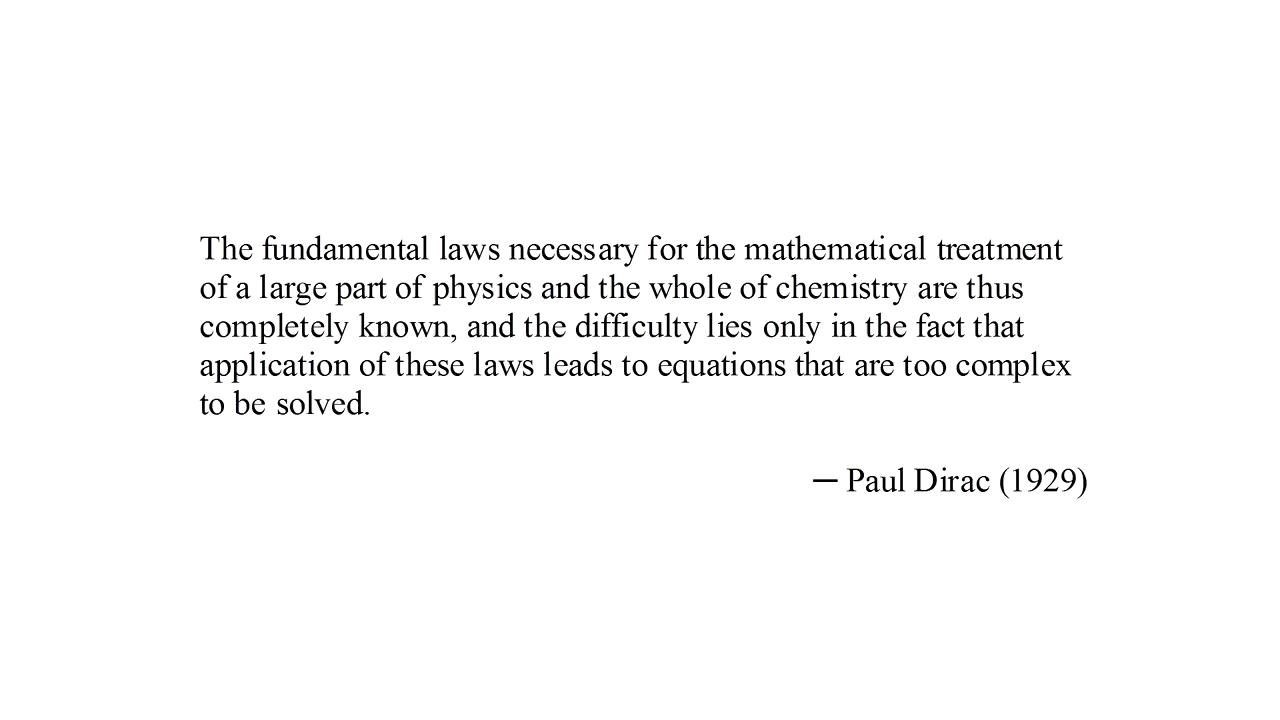 The fundamental laws necessary for the mathematical treatment
of a large part of physics and the whole of chemistry are thus
completely known, and the difficulty lies only in the fact that
application of these laws leads to equations that are too complex
to be solved.
— Paul Dirac (1929)